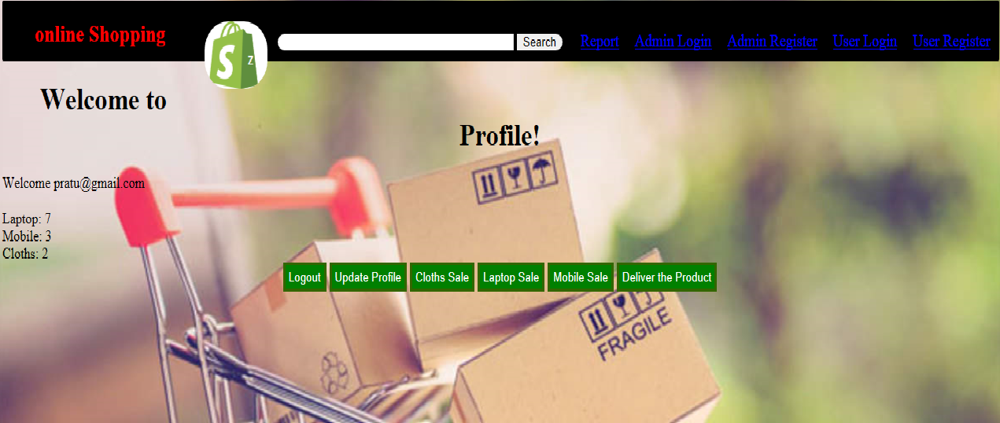 online Shopping
S
Z
Search
Report Admin Login Admin Register User Login User Register
Welcome to
Profile!
Welcome pratu@gmail.com
Laptop: 7
Mobile: 3
Cloths: 2
Logout Update Profile Cloths Sale Laptop Sale Mobile Sale Deliver the Product
FRAGILE